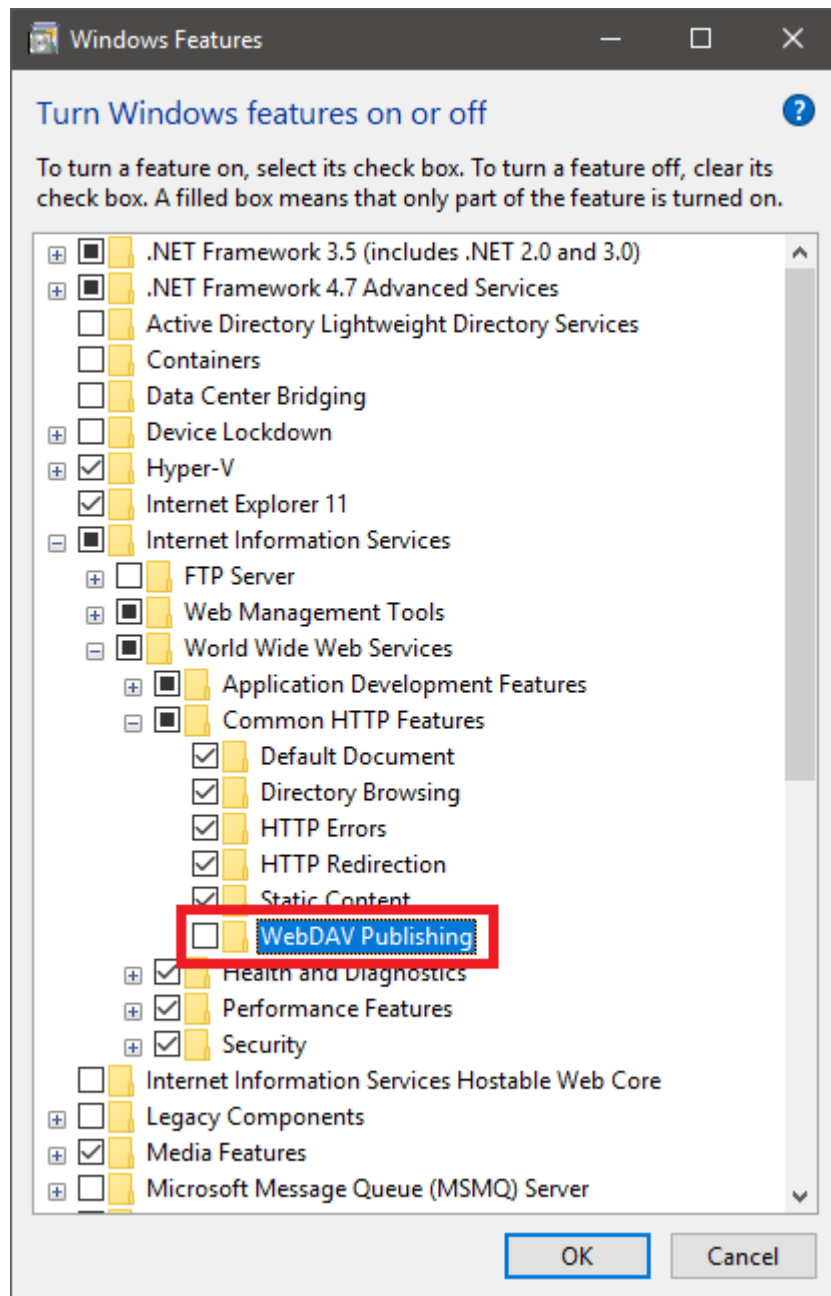 Windows Features
Turn Windows features on or off
To turn a feature on, select its check box. To turn a feature off, clear its
check box. A filled box means that only part of the feature is turned on.
.NET Framework 3.5 (includes .NET 2.0 and 3.0)
.NET Framework 4.7 Advanced Services
Active Directory Lightweight Directory Services
Containers
Data Center Bridging
Device Lockdown
Hyper-V
Internet Explorer 11
Internet Information Services
FTP Server
Web Management Tools
World Wide Web Services
Application Development Features
Common HTTP Features
Default Document
Directory Browsing
HTTP Errors
HTTP Redirection
Static Content
WebDAV Publishing
Health and Diagnostics
Performance Features
Security
Internet Information Services Hostable Web Core
Legacy Components
Media Features
Microsoft Message Queue (MSMQ) Server
OK
Cancel